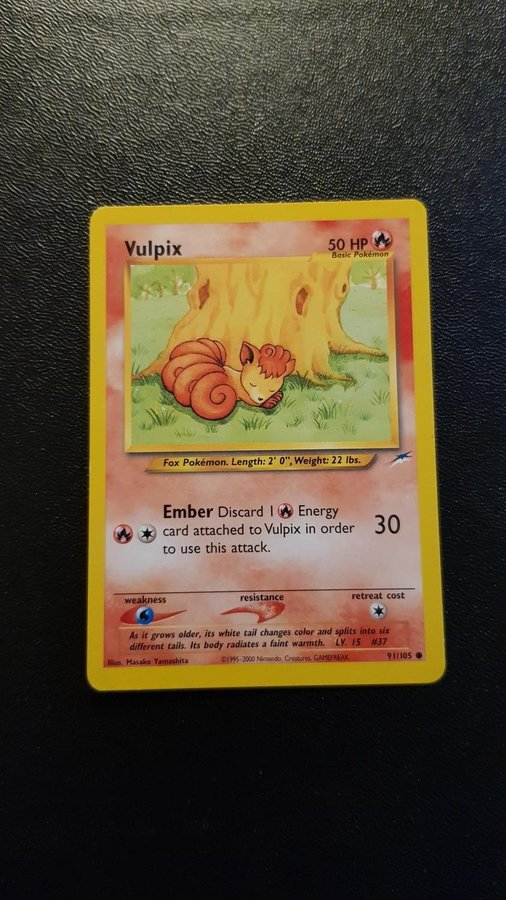 Vulpix
50 HP
Basic Pokémon
Fox Pokémon. Length: 2' 0", Weight: 22 lbs.
Ember Discard 1 Energy
card attached to Vulpix in order
to use this attack.
30
weakness
resistance
retreat cost
As it grows older, its white tail changes color and splits into six
different tails. Its body radiates a faint warmth. LV. 15 #37
Illus. Masako Yamashita
©1995-2000 Nintendo, Creatures, GAMEFREAK.
91/105